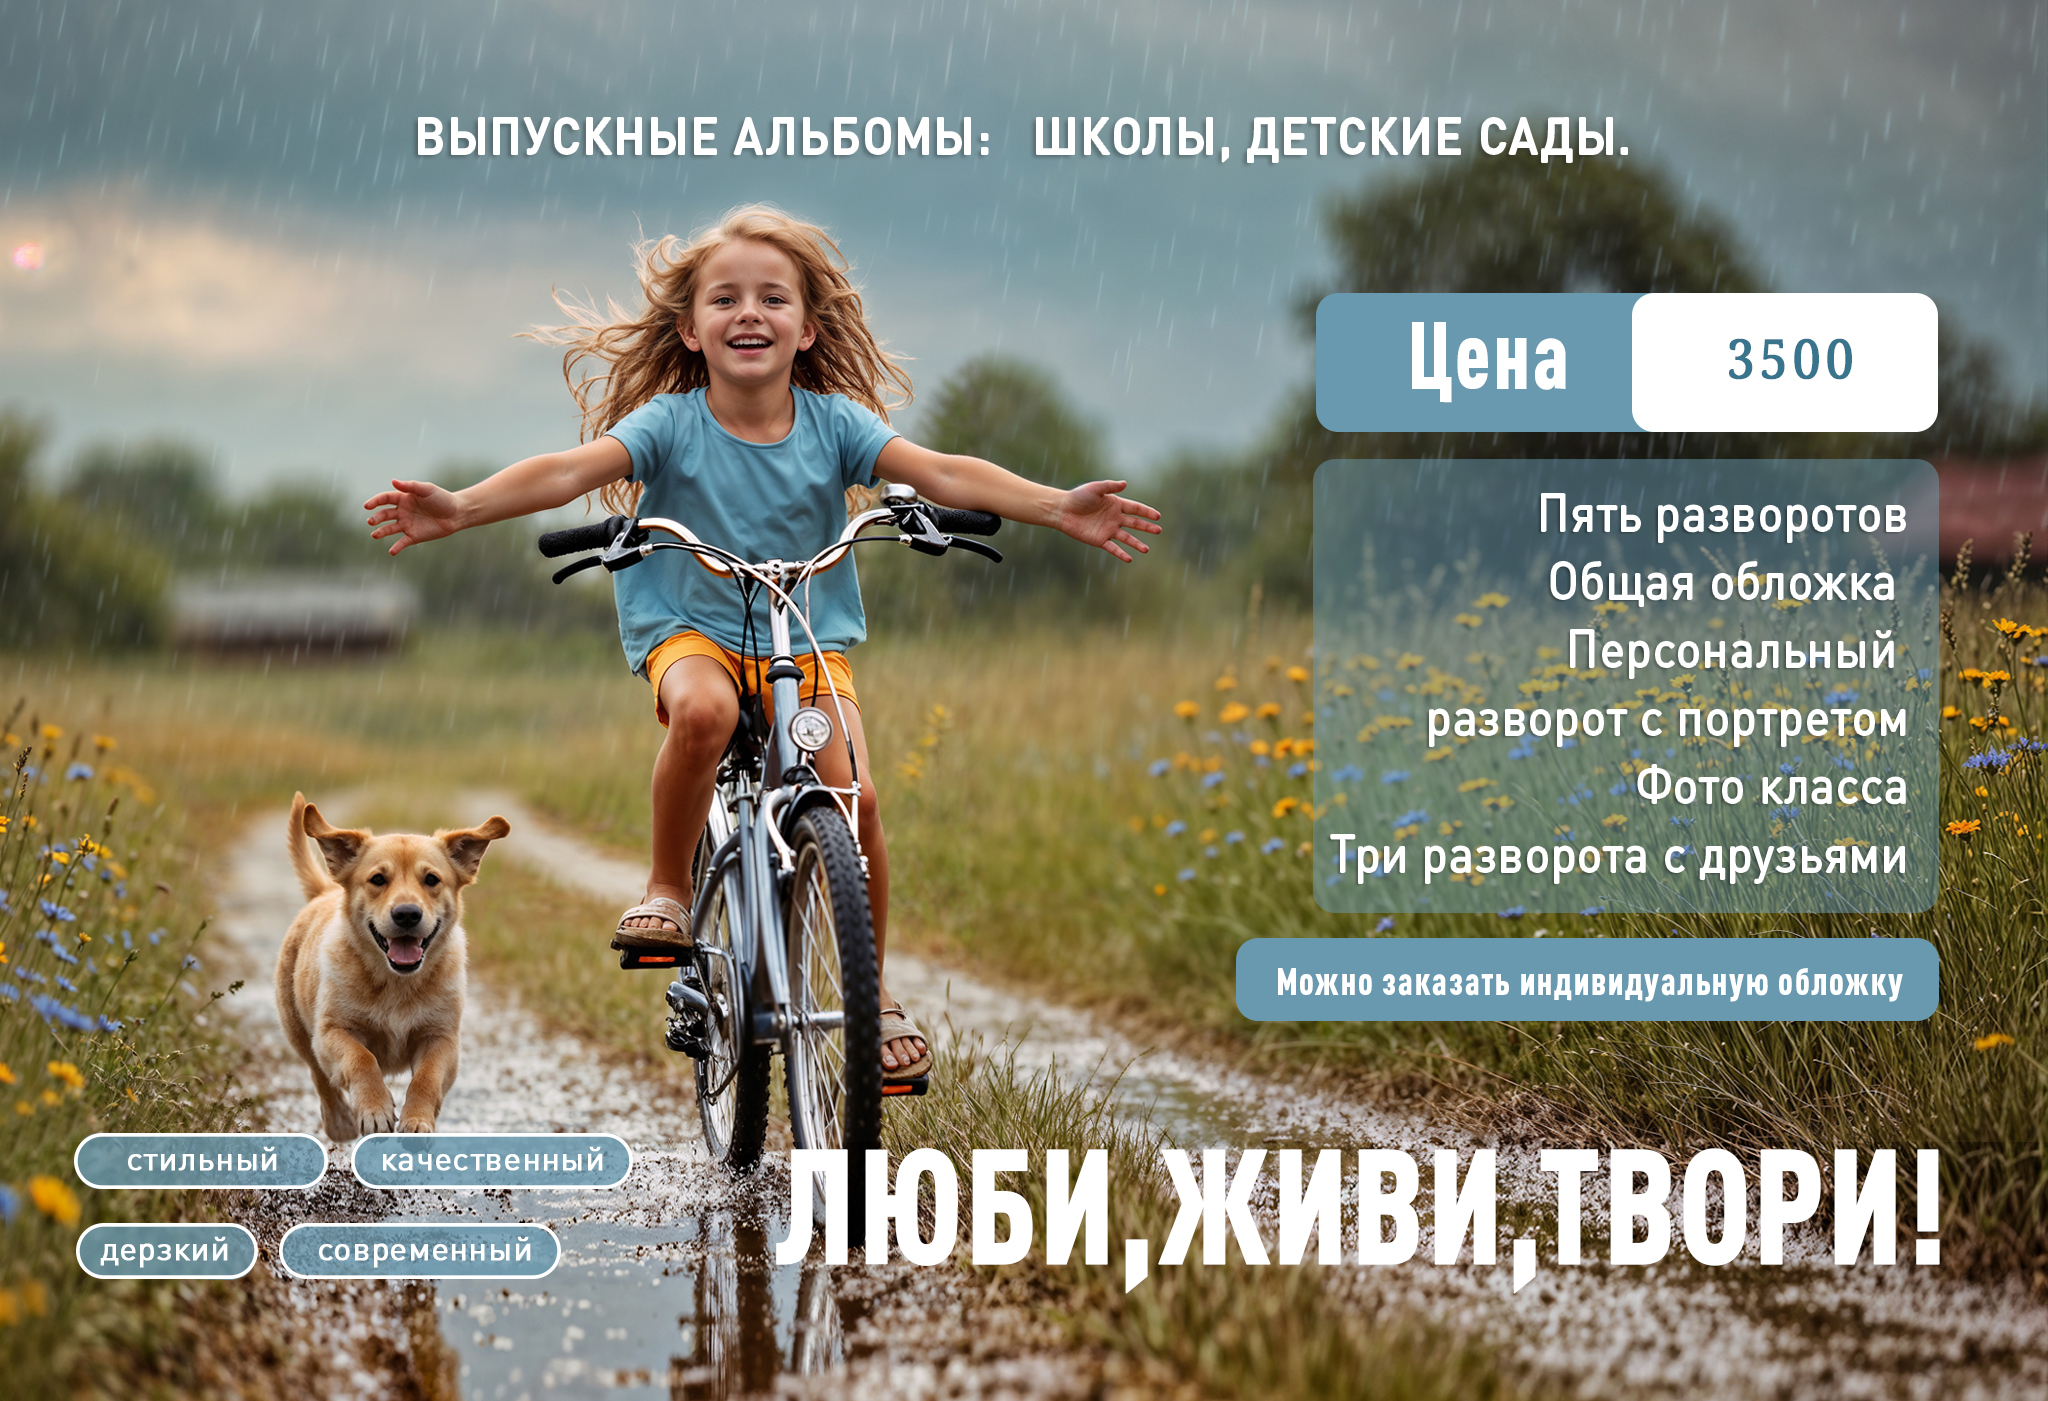 ВЫПУСКНЫЕ АЛЬБОМЫ: ШКОЛЫ, ДЕТСКИЕ САДЫ.
Цена 3500
Пять разворотов
Общая обложка
Персональный
разворот с портретом
Фото класса
Три разворота с друзьями
Можно заказать индивидуальную обложку
стильный качественный
дерзкий современный
ЛЮБИ,ЖИВИ,ТВОРИ!